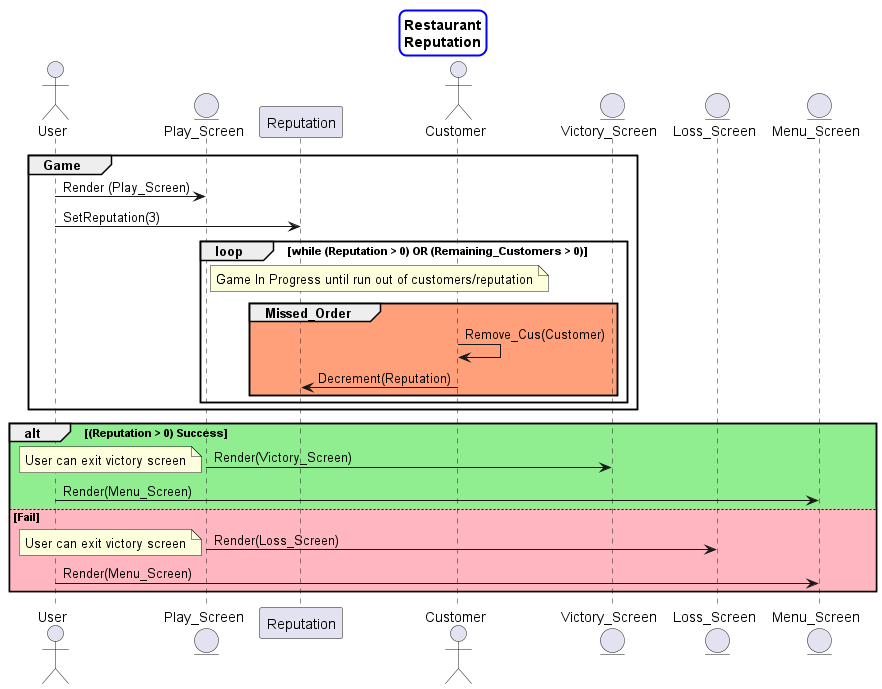 Restaurant
Reputation
User
Play_Screen
Reputation
Customer
Victory_Screen
Loss_Screen
Menu_Screen
Game
Render (Play_Screen)
SetReputation(3)
loop [while (Reputation > 0) OR (Remaining_Customers > 0)]
Game In Progress until run out of customers/reputation
Missed_Order
Remove_Cus(Customer)
Decrement(Reputation)
alt [(Reputation > 0) Success]
User can exit victory screen
Render(Victory_Screen)
Render(Menu_Screen)
[Fail]
User can exit victory screen
Render(Loss_Screen)
Render(Menu_Screen)
User
Play_Screen
Reputation
Customer
Victory_Screen
Loss_Screen
Menu_Screen